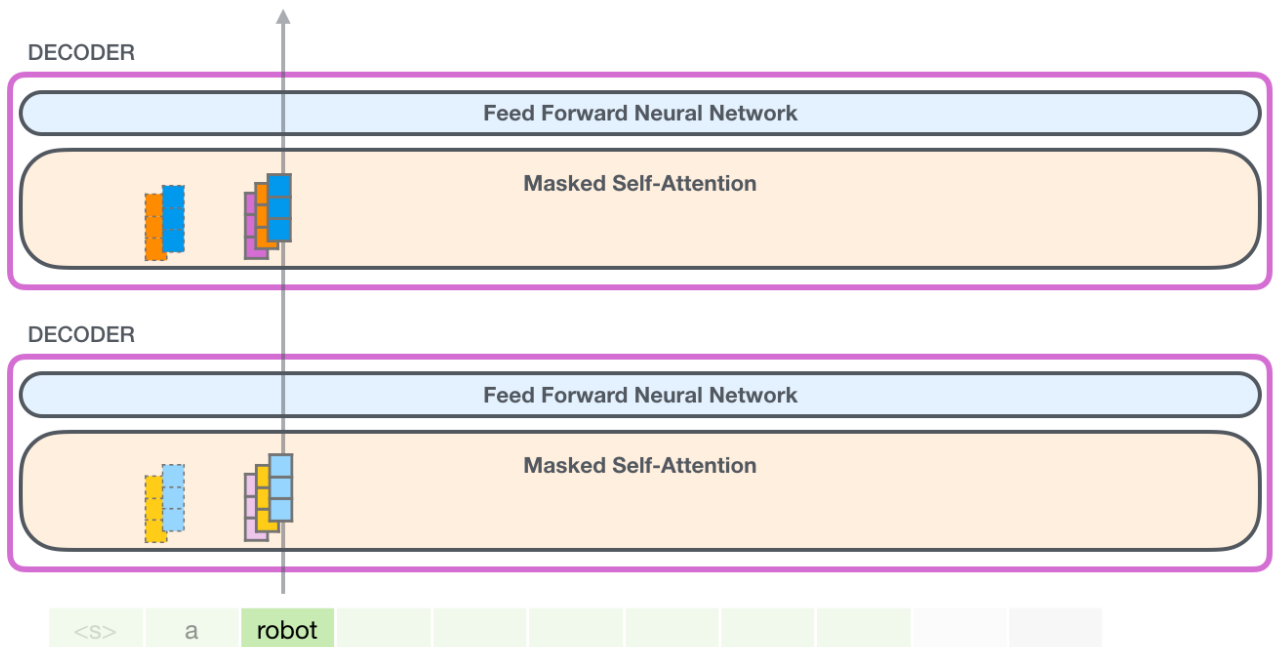 DECODER
Feed Forward Neural Network
Masked Self-Attention
DECODER
Feed Forward Neural Network
Masked Self-Attention
<s> a robot